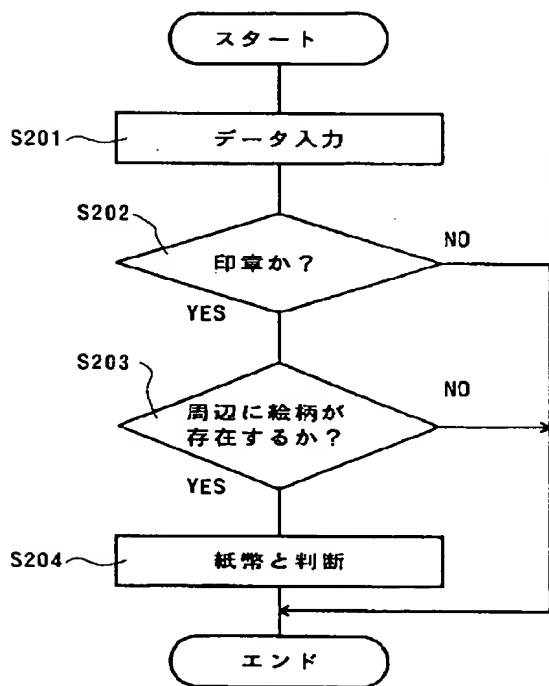 スタート
S201
データ入力
S202
印章か?
NO
YES
S203
周辺に絵柄が
存在するか?
NO
YES
S204
紙幣と判断
エンド